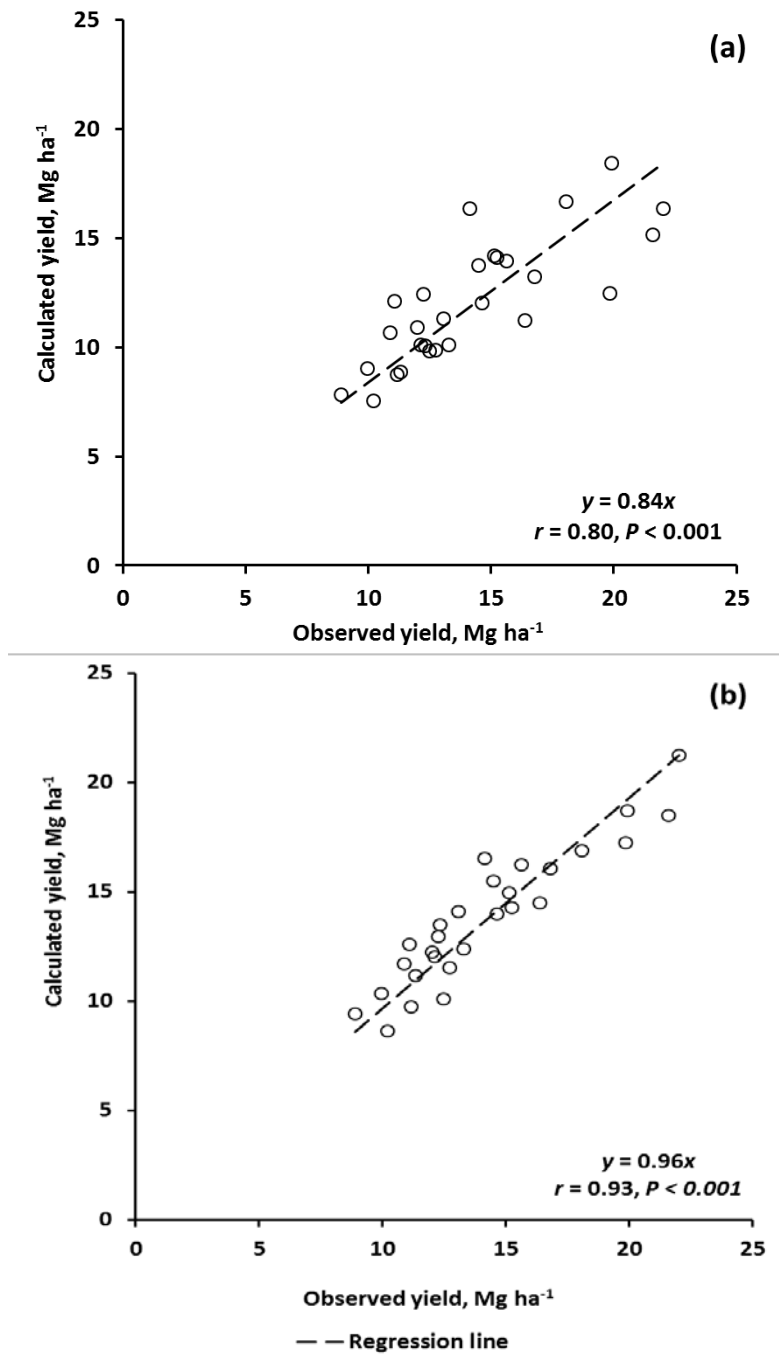 (a)
25
20
15
10
5
0
Calculated yield, Mg ha⁻¹
y = 0.84x
r = 0.80, P < 0.001
0 5 10 15 20 25
Observed yield, Mg ha⁻¹
(b)
25
20
15
10
5
0
Calculated yield, Mg ha⁻¹
y = 0.96x
r = 0.93, P < 0.001
0 5 10 15 20 25
Observed yield, Mg ha⁻¹
Regression line